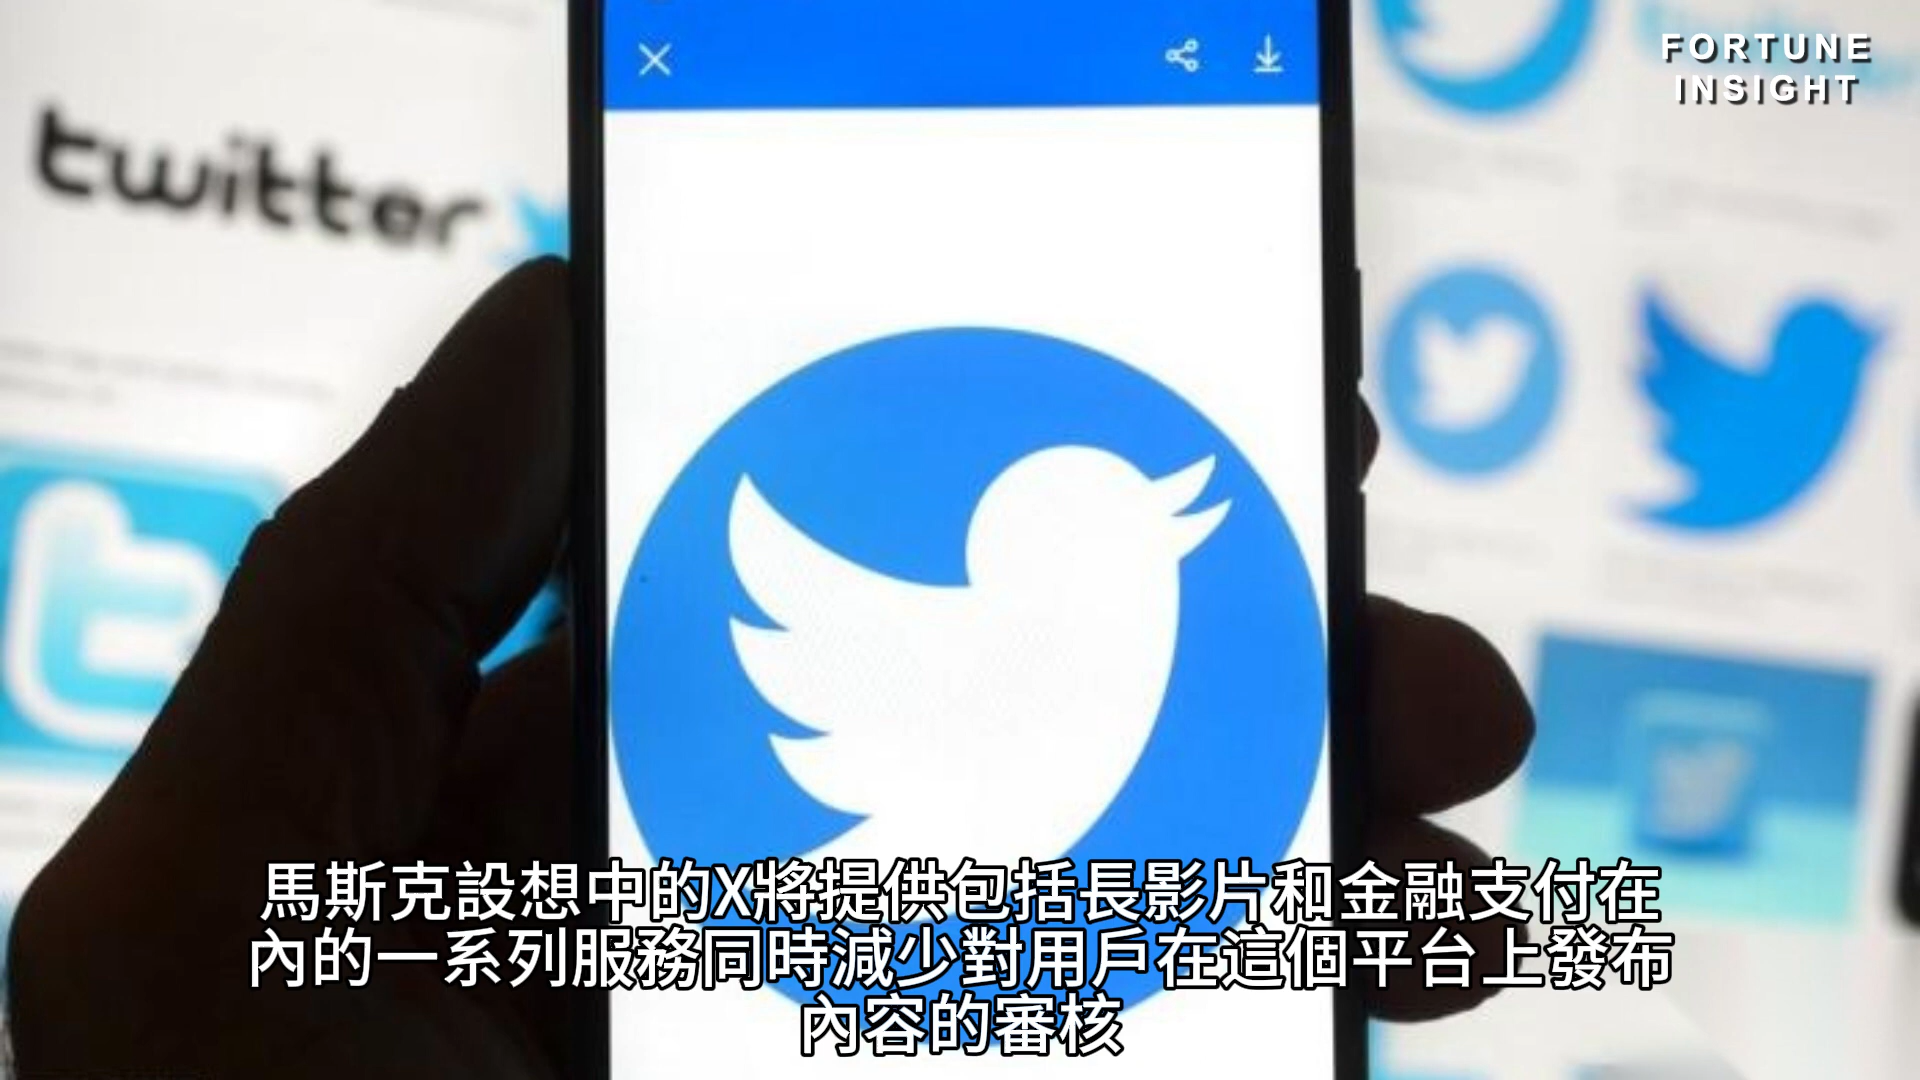 FORTUNE
INSIGHT
twitter
馬斯克設想中的X將提供包括長影片和金融支付在
內的一系列服務同時減少對用戶在這個平台上發布
內容的審核